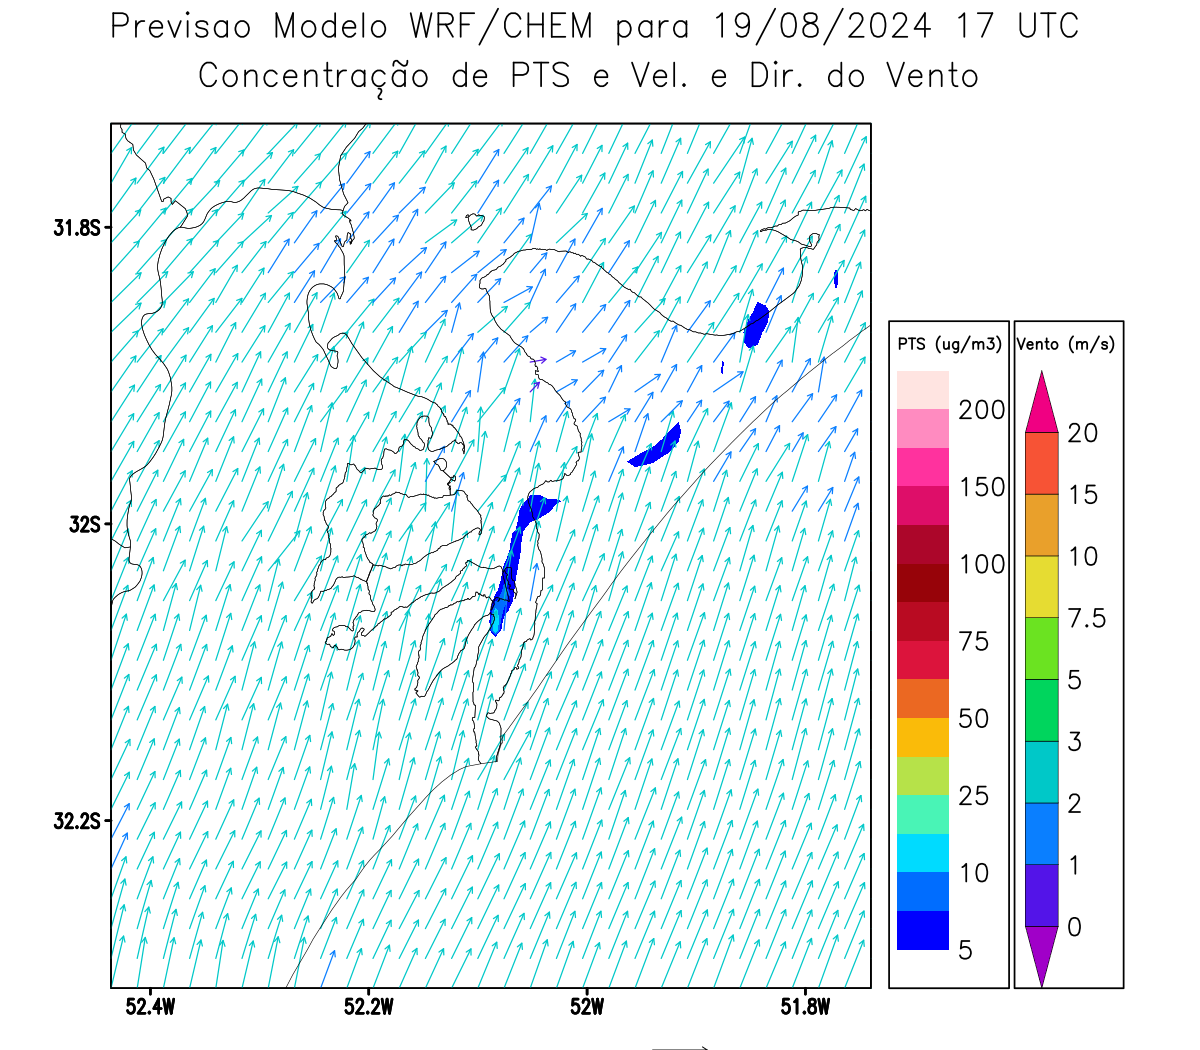 Previsao Modelo WRF/CHEM para 19/08/2024 17 UTC
Concentração de PTS e Vel. e Dir. do Vento
31.8S
32S
32.2S
52.4W
52.2W
52W
51.8W
PTS (ug/m3)
200
150
100
75
50
25
10
5
Vento (m/s)
20
15
10
7.5
5
3
2
1
0